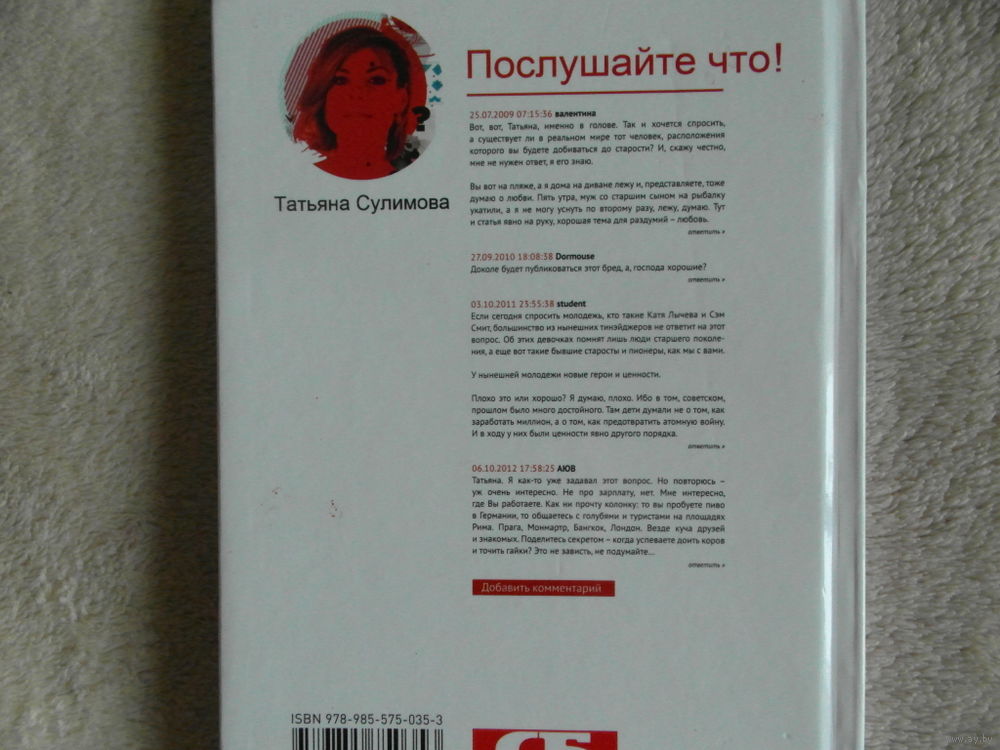 Татьяна Сулимова
Послушайте что!
25.07.2009 07:15:36 валентина
Вот, вот, Татьяна, именно в голове. Так и хочется спросить,
а существует ли в реальном мире тот человек, расположения
которого вы будете добиваться до старости? И, скажу честно,
мне не нужен ответ, я его знаю.
Вы вот на пляже, а я дома на диване лежу и, представляете, тоже
думаю о любви. Пять утра, муж со старшим сыном на рыбалку
укатили, а я не могу уснуть по второму разу, лежу, думаю. Тут
и статья явно на руку, хорошая тема для раздумий – любовь.
ответить »
27.09.2010 18:08:38 Dormouse
Доколе будет публиковаться этот бред, а, господа хорошие?
ответить »
03.10.2011 23:55:38 student
Если сегодня спросить молодежь, кто такие Катя Лычева и Сэм
Смит, большинство из нынешних тинэйджеров не ответит на этот
вопрос. Об этих девочках помнят лишь люди старшего поколе-
ния, а еще вот такие бывшие старосты и пионеры, как мы с вами.
У нынешней молодежи новые герои и ценности.
Плохо это или хорошо? Я думаю, плохо. Ибо в том, советском,
прошлом было много достойного. Там дети думали не о том, как
заработать миллион, а о том, как предотвратить атомную войну.
И в ходу у них были ценности явно другого порядка.
ответить »
06.10.2012 17:58:25 АЮВ
Татьяна. Я как-то уже задавал этот вопрос. Но повторюсь –
уж очень интересно. Не про зарплату, нет. Мне интересно,
где Вы работаете. Как ни прочту колонку: то вы пробуете пиво
в Германии, то общаетесь с голубями и туристами на площадях
Рима. Прага, Монмартр, Бангкок, Лондон. Везде куча друзей
и знакомых. Поделитесь секретом – когда успеваете доить коров
и точить гайки? Это не зависть, не подумайте...
ответить »
Добавить комментарий
ISBN 978-985-575-035-3
www.ay.by